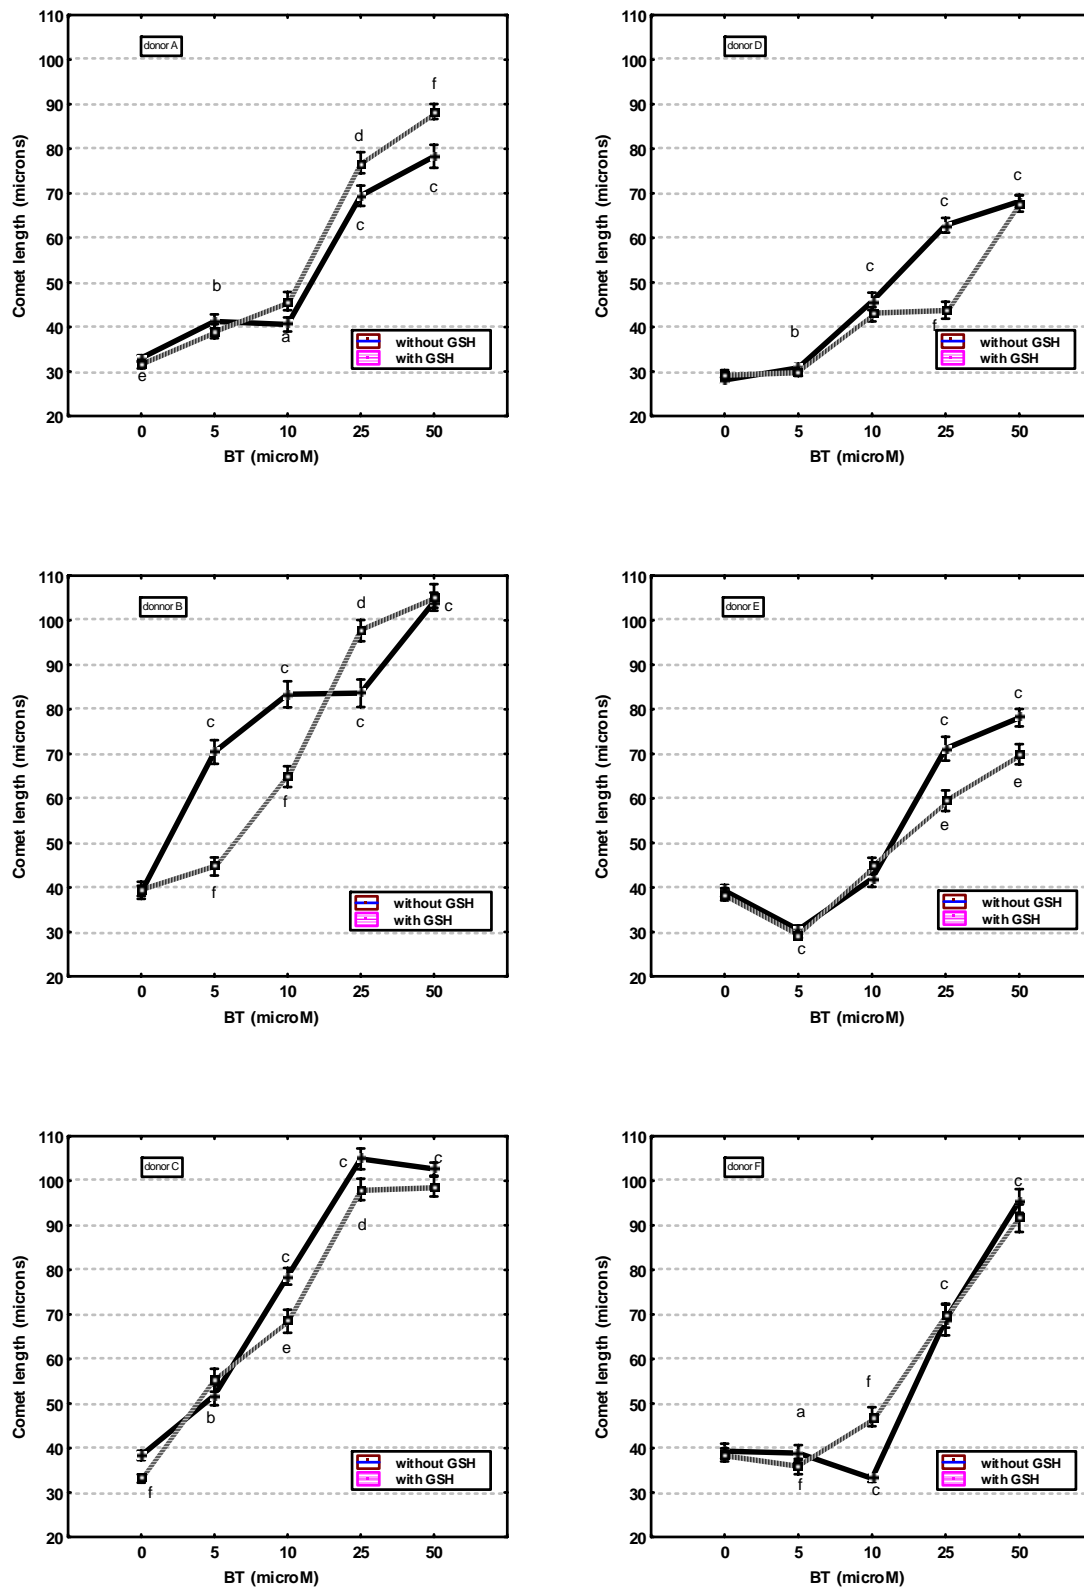 donor A
Comet length (microns)
110
100
90
80
70
60
50
40
30
20
f
d
c
c
b
a
e
without GSH
with GSH
0 5 10 25 50
BT (microM)
donor D
Comet length (microns)
110
100
90
80
70
60
50
40
30
20
c
c
c
b
f
without GSH
with GSH
0 5 10 25 50
BT (microM)
donnor B
Comet length (microns)
110
100
90
80
70
60
50
40
30
20
d
c
c
c
c
f
f
without GSH
with GSH
0 5 10 25 50
BT (microM)
donor E
Comet length (microns)
110
100
90
80
70
60
50
40
30
20
c
c
e
e
c
without GSH
with GSH
0 5 10 25 50
BT (microM)
donor C
Comet length (microns)
110
100
90
80
70
60
50
40
30
20
c
c
d
c
e
b
f
without GSH
with GSH
0 5 10 25 50
BT (microM)
donor F
Comet length (microns)
110
100
90
80
70
60
50
40
30
20
c
c
f
a
f
c
without GSH
with GSH
0 5 10 25 50
BT (microM)